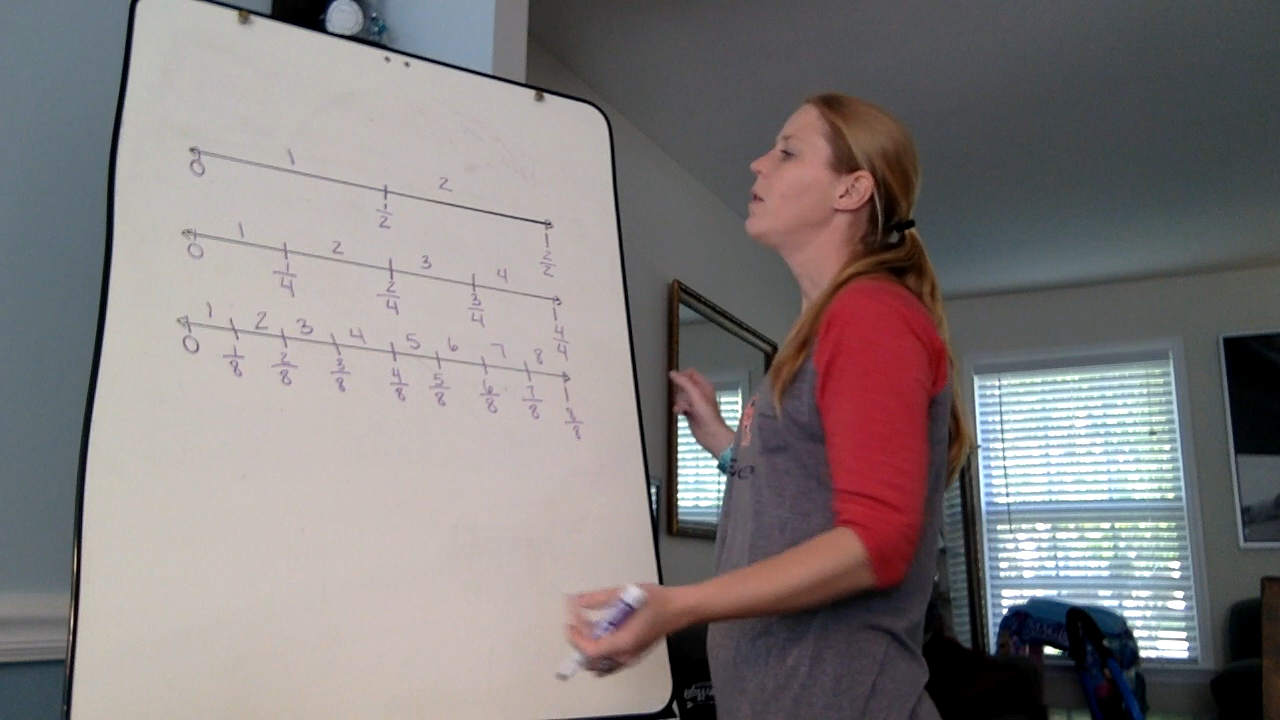 1 2
0 1/2 2/2
1 2 3 4
0 1/4 2/4 3/4 4/4
1 2 3 4 5 6 7 8
0 1/8 2/8 3/8 4/8 5/8 6/8 7/8 8/8